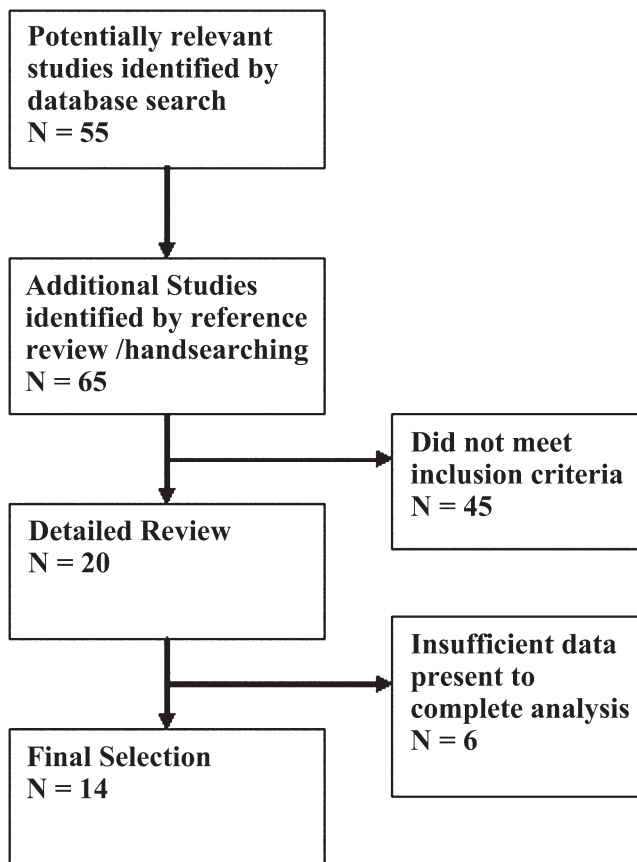 Potentially relevant
studies identified by
database search
N = 55
Additional Studies
identified by reference
review /handsearching
N = 65
Did not meet
inclusion criteria
N = 45
Detailed Review
N = 20
Insufficient data
present to
complete analysis
N = 6
Final Selection
N = 14